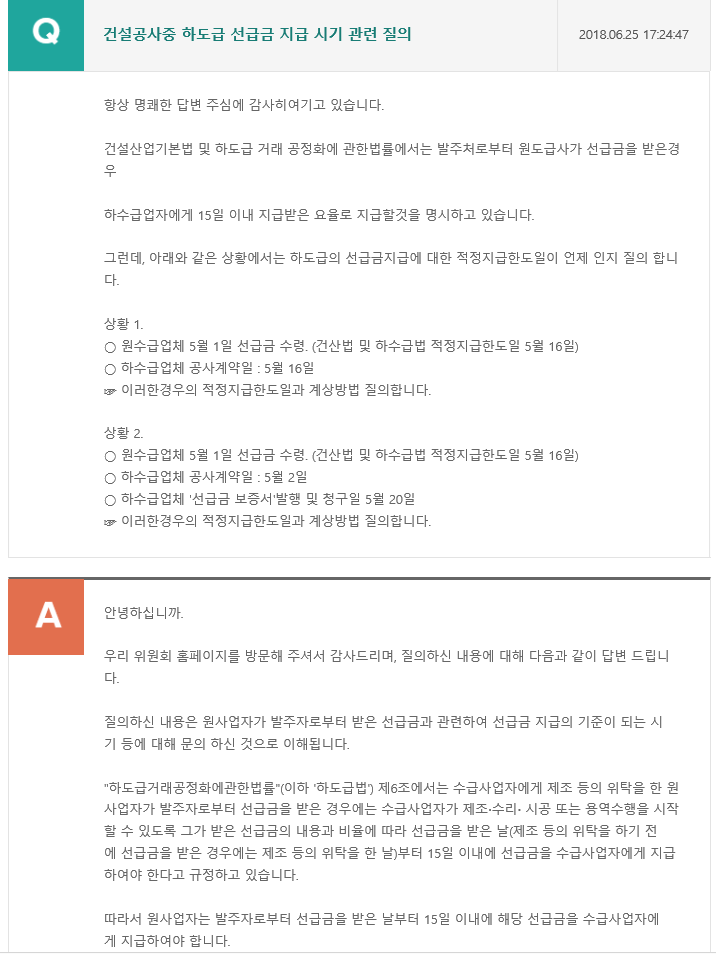 Q
건설공사중 하도급 선급금 지급 시기 관련 질의
2018.06.25 17:24:47
항상 명쾌한 답변 주심에 감사히여기고 있습니다.
건설산업기본법 및 하도급 거래 공정화에 관한법률에서는 발주처로부터 원도급사가 선급금을 받은경
우
하수급업자에게 15일 이내 지급받은 요율로 지급할것을 명시하고 있습니다.
그런데, 아래와 같은 상황에서는 하도급의 선급금지급에 대한 적정지급한도일이 언제 인지 질의 합니
다.
상황 1.
○ 원수급업체 5월 1일 선급금 수령. (건산법 및 하수급법 적정지급한도일 5월 16일)
○ 하수급업체 공사계약일 : 5월 16일
☞ 이러한경우의 적정지급한도일과 계상방법 질의합니다.
상황 2.
○ 원수급업체 5월 1일 선급금 수령. (건산법 및 하수급법 적정지급한도일 5월 16일)
○ 하수급업체 공사계약일 : 5월 2일
○ 하수급업체 '선급금 보증서'발행 및 청구일 5월 20일
☞ 이러한경우의 적정지급한도일과 계상방법 질의합니다.
A
안녕하십니까.
우리 위원회 홈페이지를 방문해 주셔서 감사드리며, 질의하신 내용에 대해 다음과 같이 답변 드립니
다.
질의하신 내용은 원사업자가 발주자로부터 받은 선급금과 관련하여 선급금 지급의 기준이 되는 시
기 등에 대해 문의 하신 것으로 이해됩니다.
"하도급거래공정화에관한법률"(이하 '하도급법') 제6조에서는 수급사업자에게 제조 등의 위탁을 한 원
사업자가 발주자로부터 선급금을 받은 경우에는 수급사업자가 제조·수리· 시공 또는 용역수행을 시작
할 수 있도록 그가 받은 선급금의 내용과 비율에 따라 선급금을 받은 날(제조 등의 위탁을 하기 전
에 선급금을 받은 경우에는 제조 등의 위탁을 한 날)부터 15일 이내에 선급금을 수급사업자에게 지급
하여야 한다고 규정하고 있습니다.
따라서 원사업자는 발주자로부터 선급금을 받은 날부터 15일 이내에 해당 선급금을 수급사업자에
게 지급하여야 합니다.